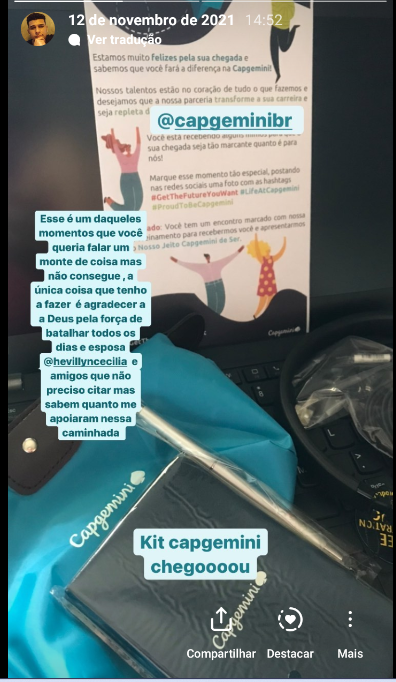 12 de novembro de 2021 14:52
Ver tradução
Estamos muito felizes pela sua chegada e
sabemos que você fará a diferença na Capgemini!
Nossos talentos estão no coração de tudo o que fazemos e
desejamos que a nossa parceria transforme a sua carreira e
seja repleta d
@capgeminibr
Você está recebendo alguns
sua chegada seja tão marcante quanto é para
nós!
Marque esse momento tão especial, postando
nas redes sociais uma foto com as hashtags
#GetTheFutureYouWant #LifeAtCapgemini
#ProudToBeCapgemini
ado: Você tem um encontro marcado com nossa
einamento para recebermos você e apresentarmos
o Nosso Jeito Capgemini de Ser.
Esse é um daqueles
momentos que você
queria falar um
monte de coisa mas
não consegue , a
única coisa que tenho
a fazer é agradecer a
a Deus pela força de
batalhar todos os
dias e esposa
@hevillyncecilia e
amigos que não
preciso citar mas
sabem quanto me
apoiaram nessa
caminhada
Capgemini
Capgemini
Kit capgemini
chegoooou
Capgemini
Compartilhar Destacar Mais